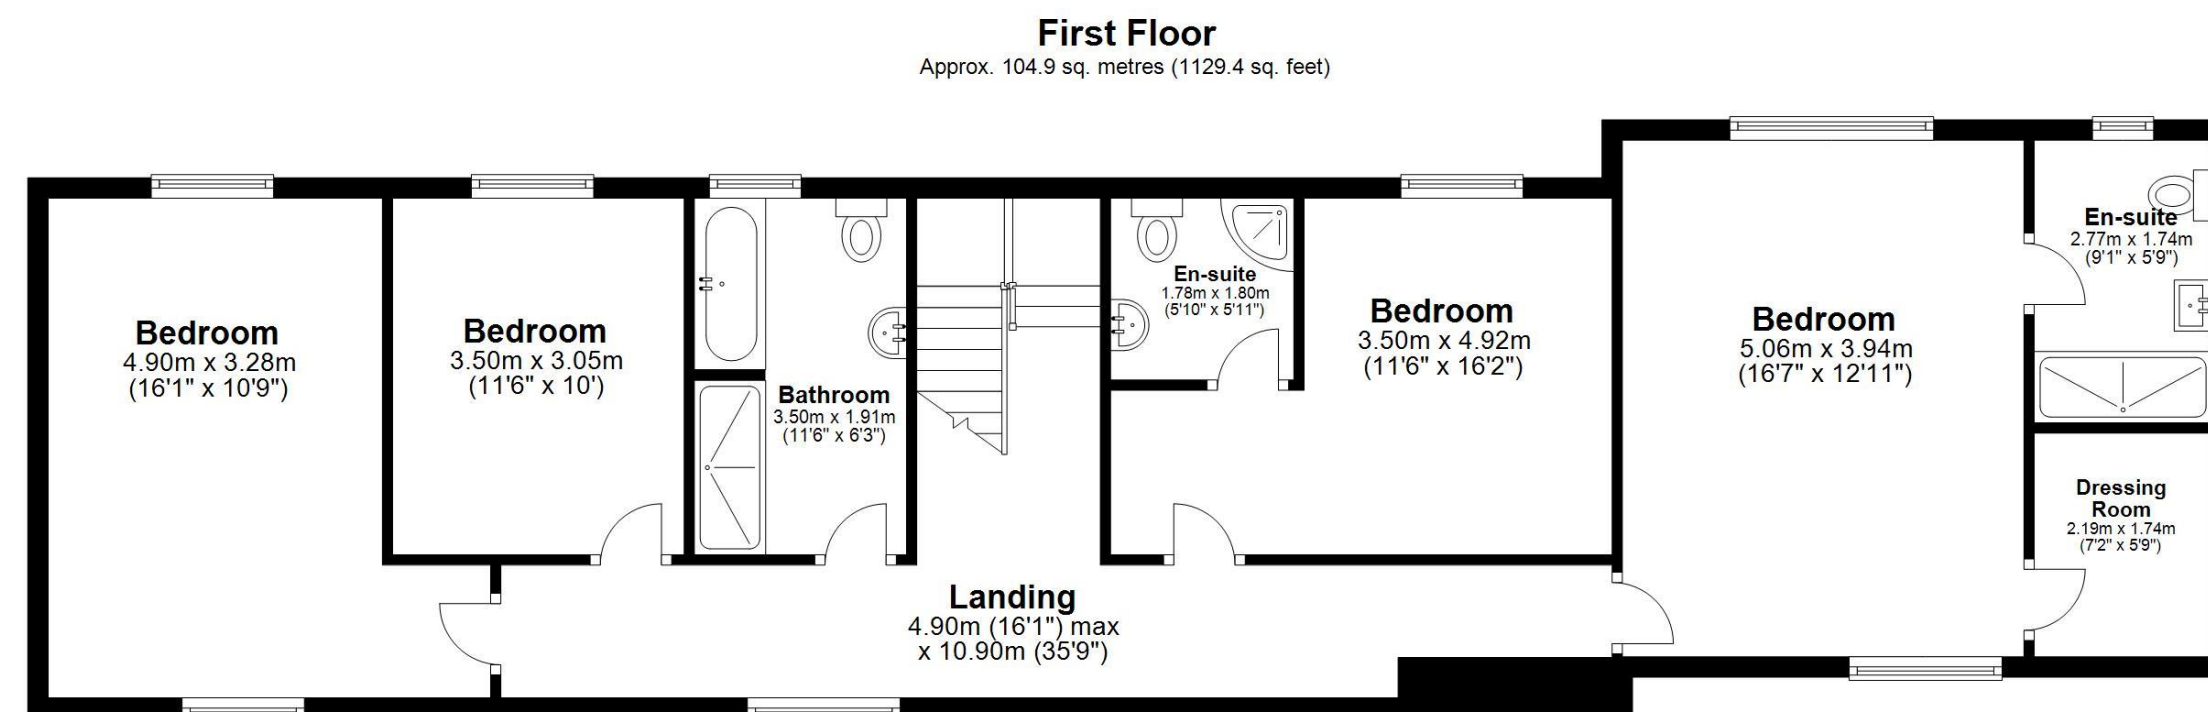 First Floor
Approx. 104.9 sq. metres (1129.4 sq. feet)
Bedroom
4.90m x 3.28m
(16'1" x 10'9")
Bedroom
3.50m x 3.05m
(11'6" x 10')
Bathroom
3.50m x 1.91m
(11'6" x 6'3")
En-suite
1.78m x 1.80m
(5'10" x 5'11")
Bedroom
3.50m x 4.92m
(11'6" x 16'2")
Bedroom
5.06m x 3.94m
(16'7" x 12'11")
En-suite
2.77m x 1.74m
(9'1" x 5'9")
Dressing
Room
2.19m x 1.74m
(7'2" x 5'9")
Landing
4.90m (16'1") max
x 10.90m (35'9")